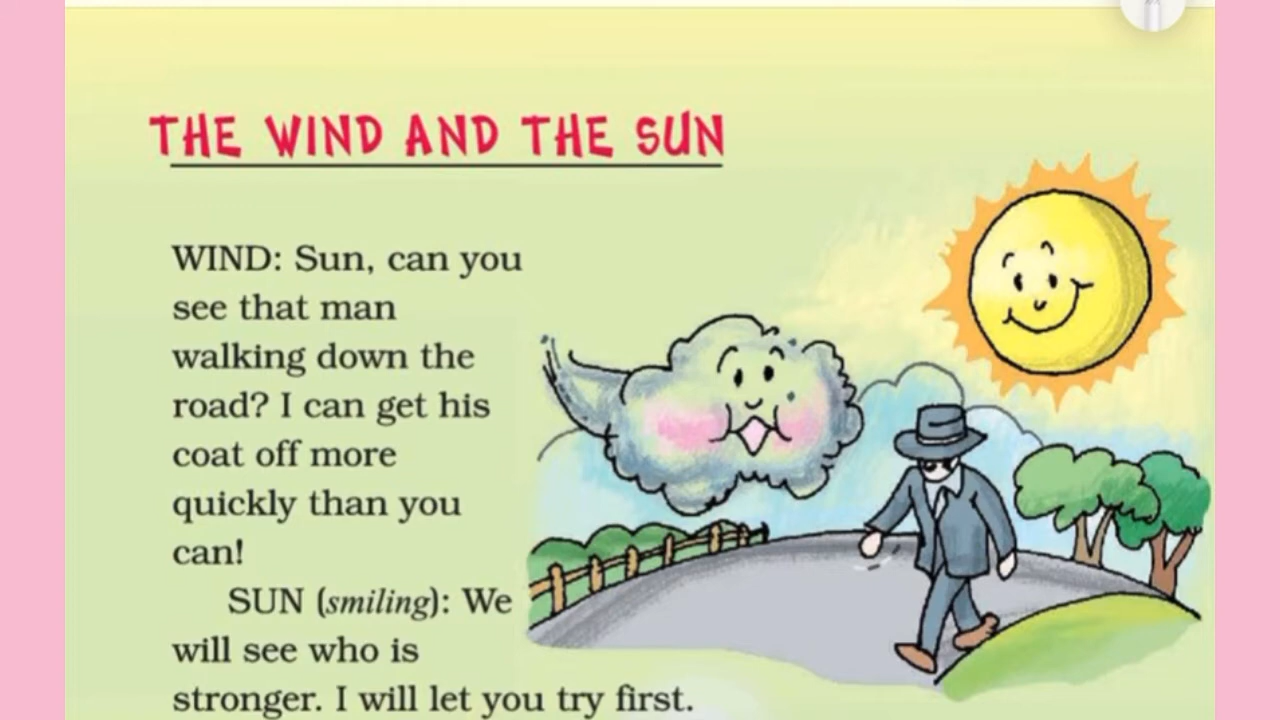 THE WIND AND THE SUN
WIND: Sun, can you
see that man
walking down the
road? I can get his
coat off more
quickly than you
can!
SUN (smiling): We
will see who is
stronger. I will let you try first.